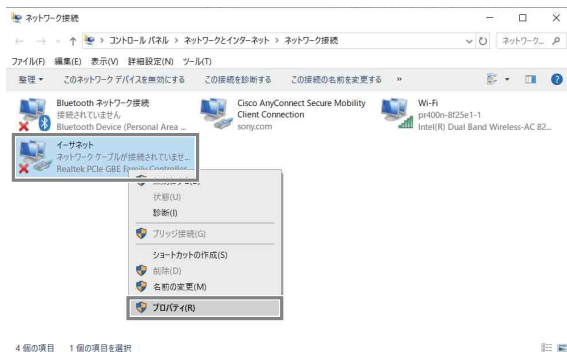 ネットワーク接続
コントロール パネル > ネットワークとインターネット > ネットワーク接続
ネットワーク...
ファイル(F) 編集(E) 表示(V) 詳細設定(N) ツール(T)
整理 このネットワーク デバイスを無効にする この接続を診断する この接続の名前を変更する »
Bluetooth ネットワーク接続
接続されていません
Bluetooth Device (Personal Area ...
Cisco AnyConnect Secure Mobility
Client Connection
sony.com
Wi-Fi
pr400n-8f25e1-1
Intel(R) Dual Band Wireless-AC 82...
イーサネット
ネットワーク ケーブルが接続されていませ...
Realtek PCIe GBE Family Controller
状態(U)
診断(I)
ブリッジ接続(G)
ショートカットの作成(S)
削除(D)
名前の変更(M)
プロパティ(R)
4 個の項目 1 個の項目を選択